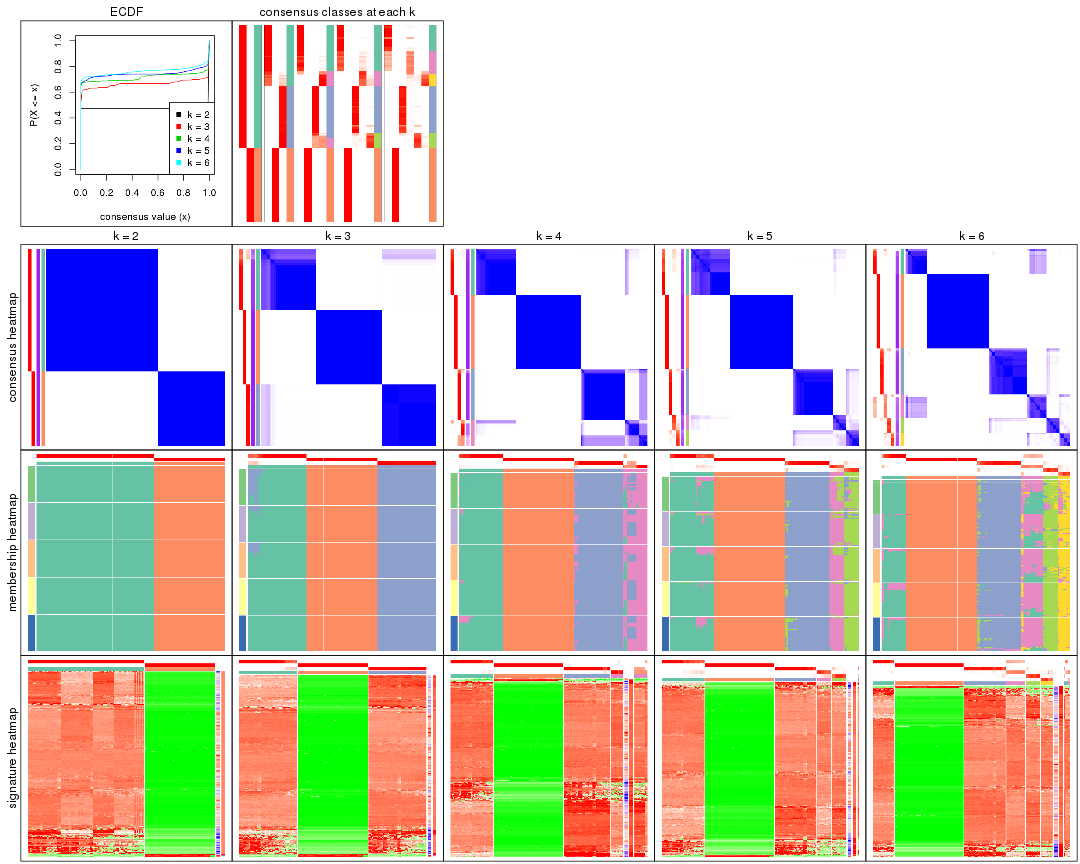 ECDF
consensus classes at each k
P(X <= x)
1.0
0.8
0.6
0.4
0.2
0.0
k = 2
k = 3
k = 4
k = 5
k = 6
0.0 0.2 0.4 0.6 0.8 1.0
consensus value (x)
k = 2
k = 3
k = 4
k = 5
k = 6
consensus heatmap
membership heatmap
signature heatmap